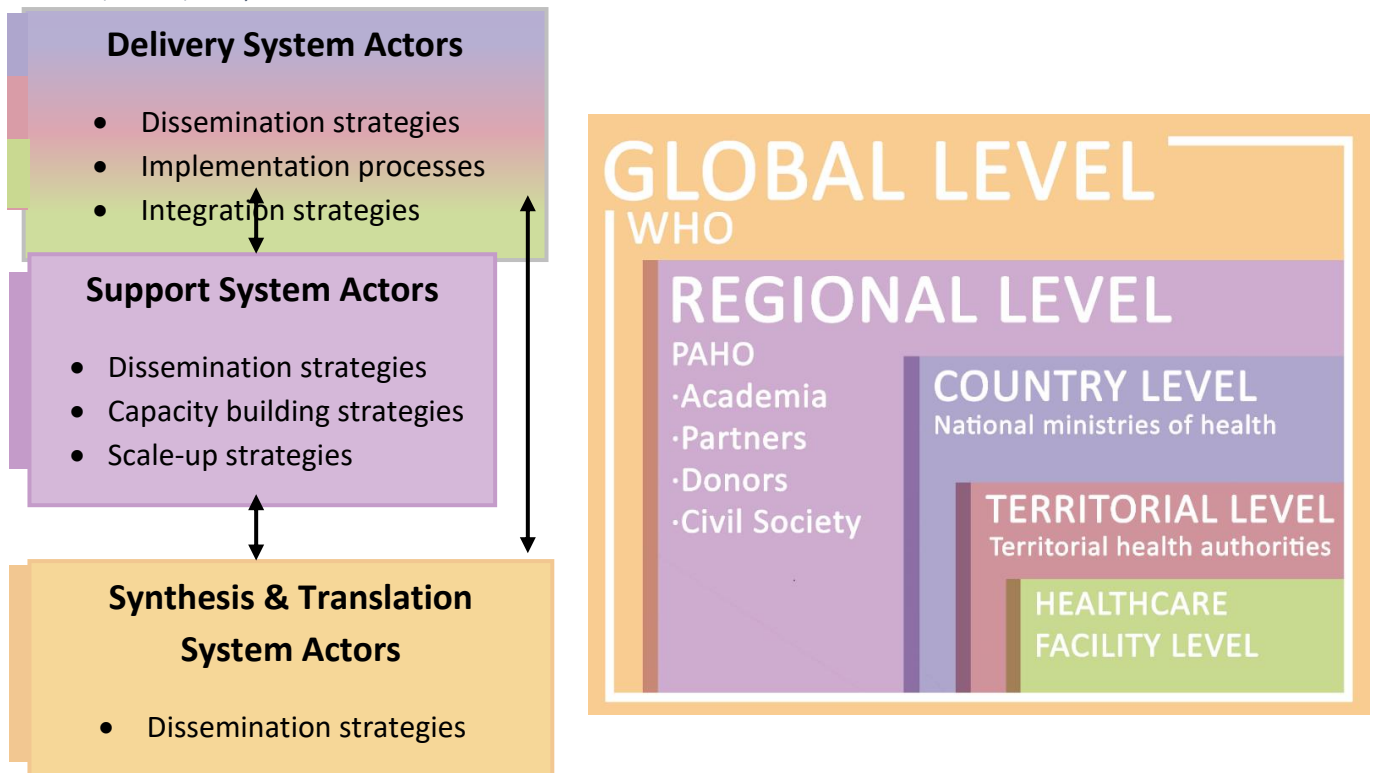 Delivery System Actors
• Dissemination strategies
• Implementation processes
• Integration strategies
Support System Actors
• Dissemination strategies
• Capacity building strategies
• Scale-up strategies
Synthesis & Translation
System Actors
• Dissemination strategies
GLOBAL LEVEL
WHO
REGIONAL LEVEL
PAHO
·Academia
·Partners
·Donors
·Civil Society
COUNTRY LEVEL
National ministries of health
TERRITORIAL LEVEL
Territorial health authorities
HEALTHCARE
FACILITY LEVEL